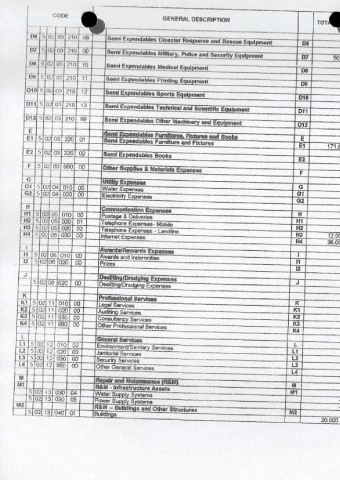 CODE GENERAL DESCRIPTION TOTA
D6 5 02 03 210 08 Semi Expendables Disaster Response and Rescue Equipment D6
D7 5 02 03 210 09 Semi Expendables Military, Police and Security Equipment D7 50
D8 5 02 03 210 10 Semi Expendables Medical Equipment D8
D9 5 02 03 210 11 Semi Expendables Printing Equipment D9
D10 5 02 03 210 12 Semi Expendables Sports Equipment D10
D11 5 02 03 210 13 Semi Expendables Technical and Scientific Equipment D11
D12 5 02 03 210 99 Semi Expendables Other Machinery and Equipment D12
E Semi Expendables Furnitures, Fixtures and Books E
E1 5 02 03 220 01 Semi Expendables Furniture and Fixtures E1 171,
E2 5 02 03 220 02 Semi Expendables Books E2
F 5 02 03 990 00 Other Supplies & Materials Expenses F
G Utility Expenses G
G1 5 02 04 010 00 Water Expenses G1
G2 5 02 04 020 00 Electricity Expenses G2
H Communication Expenses H
H1 5 02 05 010 00 Postage & Deliveries H1
H2 5 02 05 020 01 Telephone Expenses- Mobile H2
H3 5 02 05 020 02 Telephone Expenses - Landline H3
H4 5 02 05 030 00 Internet Expenses H4
12,00
36,00
I Awards/Rewards Expenses I
I1 5 02 06 010 00 Awards and Indemnities I1
I2 5 02 06 020 00 Prizes I2
J Desilting/Dredging Expenses J
5 02 08 020 00 Desilting/Dredging Expenses
K Professional Services K
K1 5 02 11 010 00 Legal Services K1
K2 5 02 11 020 00 Auditing Services K2
K3 5 02 11 030 00 Consultancy Services K3
K4 5 02 11 990 00 Other Professional Services K4
L General Services L
L1 5 02 12 010 00 Environment/Sanitary Services L1
L2 5 02 12 020 00 Janitorial Services L2
L3 5 02 12 030 00 Security Services L3
L4 5 02 12 990 00 Other General Services L4
M Repair and Maintenance (R&M) M
M1 R&M - Infrastructure Assets M1
5 02 13 030 04 Water Supply Systems
5 02 13 030 05 Power Supply Systems
M2 R&M – Buildings and Other Structures M2
5 02 13 040 01 Buildings 20,000